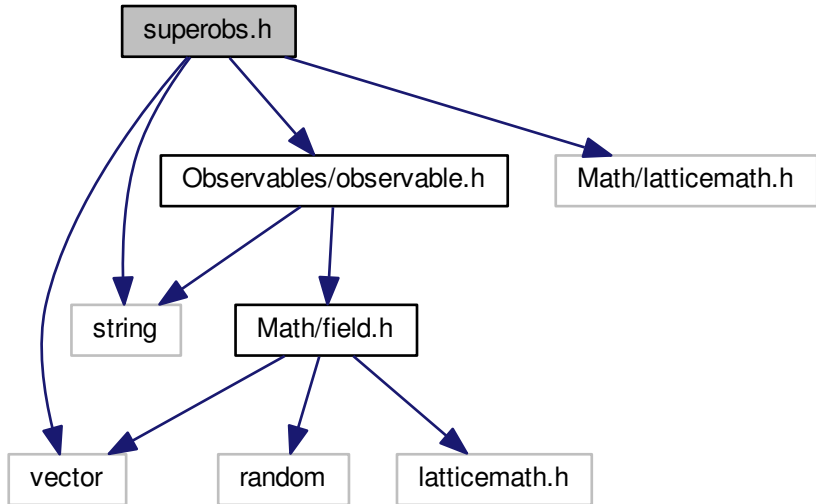 superobs.h
Observables/observable.h
Math/latticemath.h
string
Math/field.h
vector
random
latticemath.h